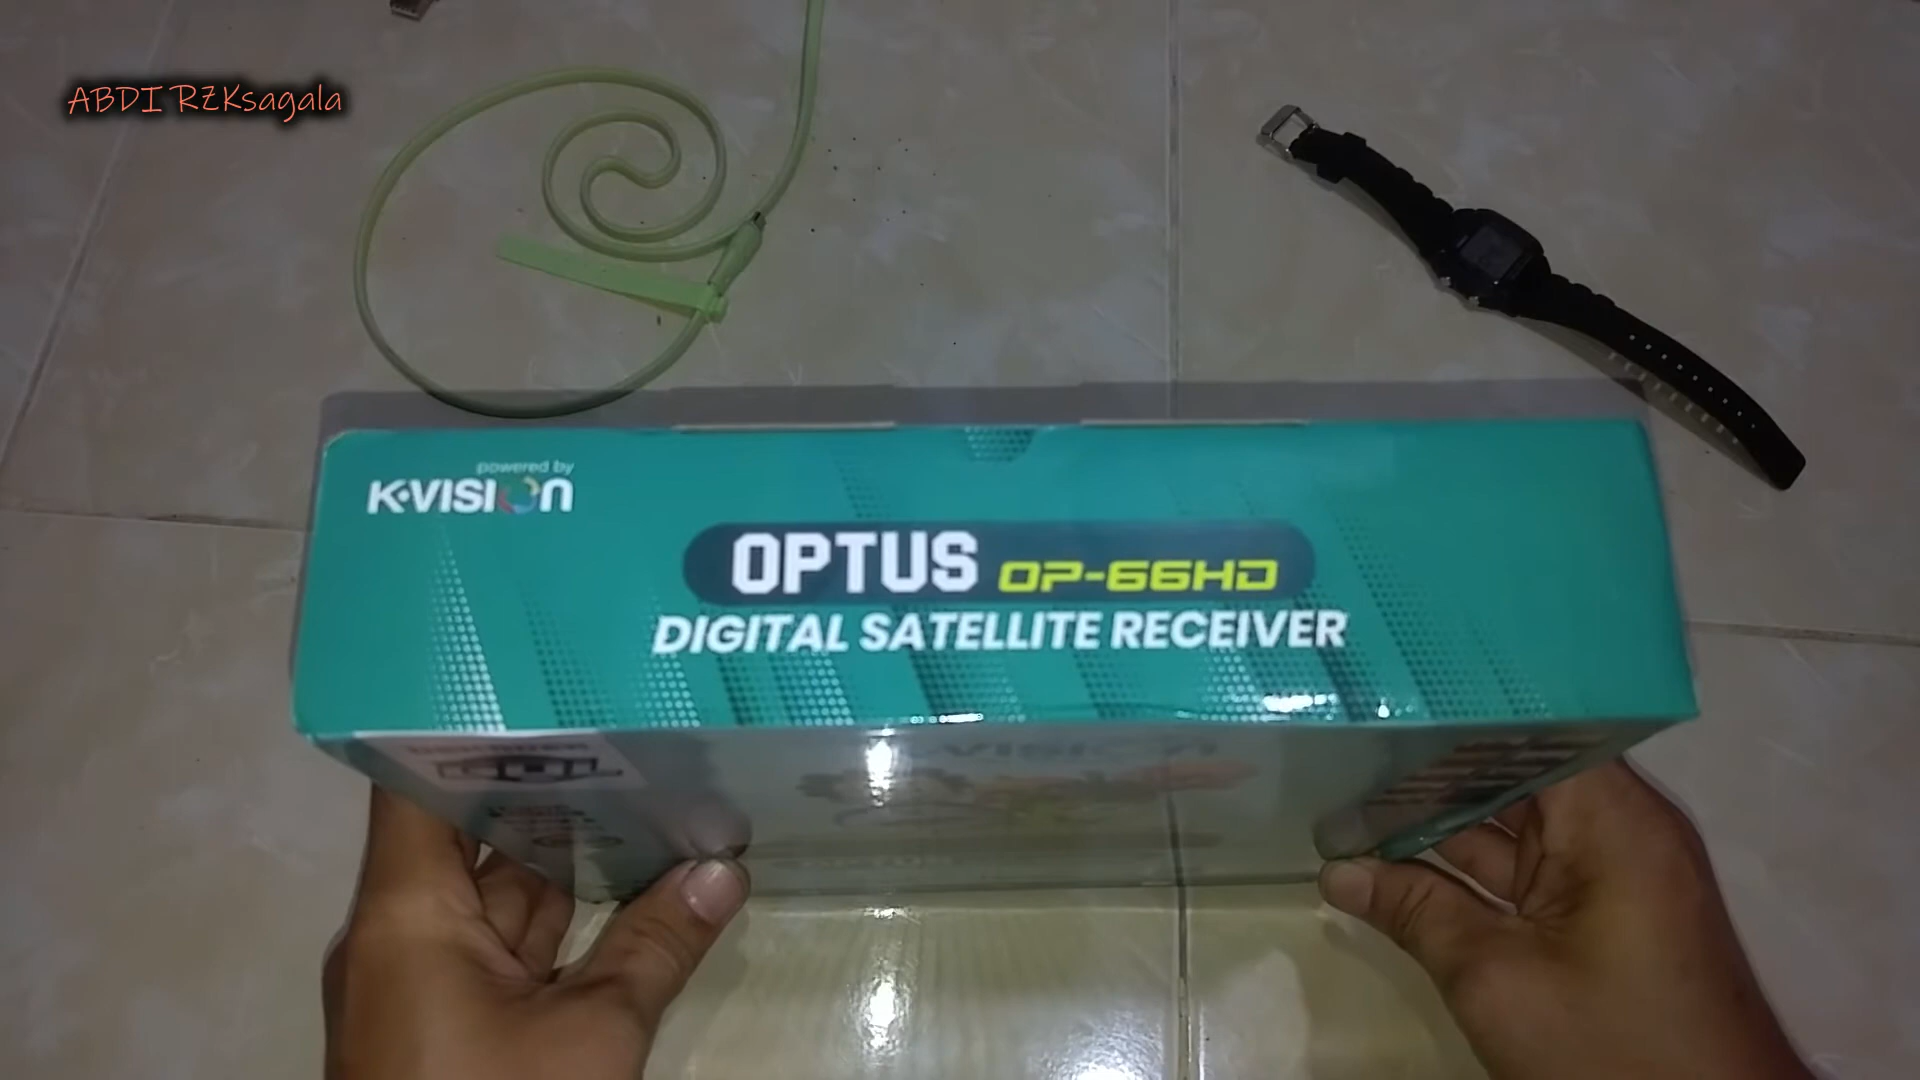 ABDI RZKsagala
powered by
K-VISION
OPTUS OP-66HD
DIGITAL SATELLITE RECEIVER